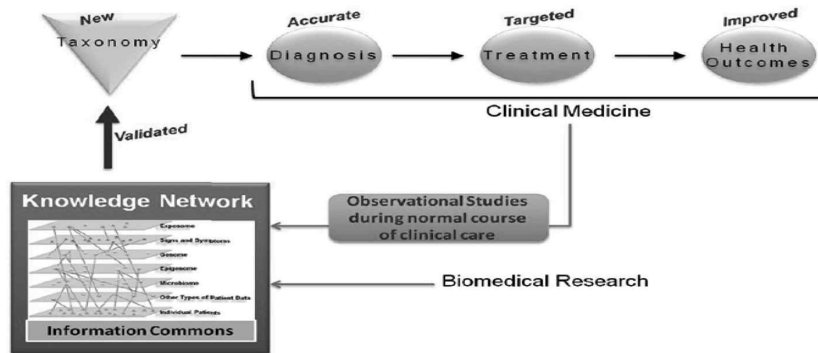 New
Taxonomy
Accurate
Diagnosis
Targeted
Treatment
Improved
Health
Outcomes
Clinical Medicine
Validated
Knowledge Network
Exposome
Signs and Symptoms
Genome
Epigenome
Microbiome
Other Types of Patient Data
Individual Patients
Information Commons
Observational Studies
during normal course
of clinical care
Biomedical Research